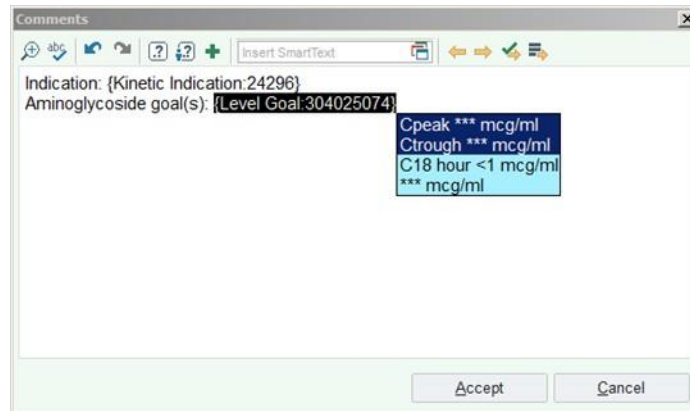 Comments
abc
Insert SmartText
Indication: {Kinetic Indication:24296}
Aminoglycoside goal(s): {Level Goal:304025074}
Cpeak *** mcg/ml
Ctrough *** mcg/ml
C18 hour <1 mcg/ml
*** mcg/ml
Accept
Cancel